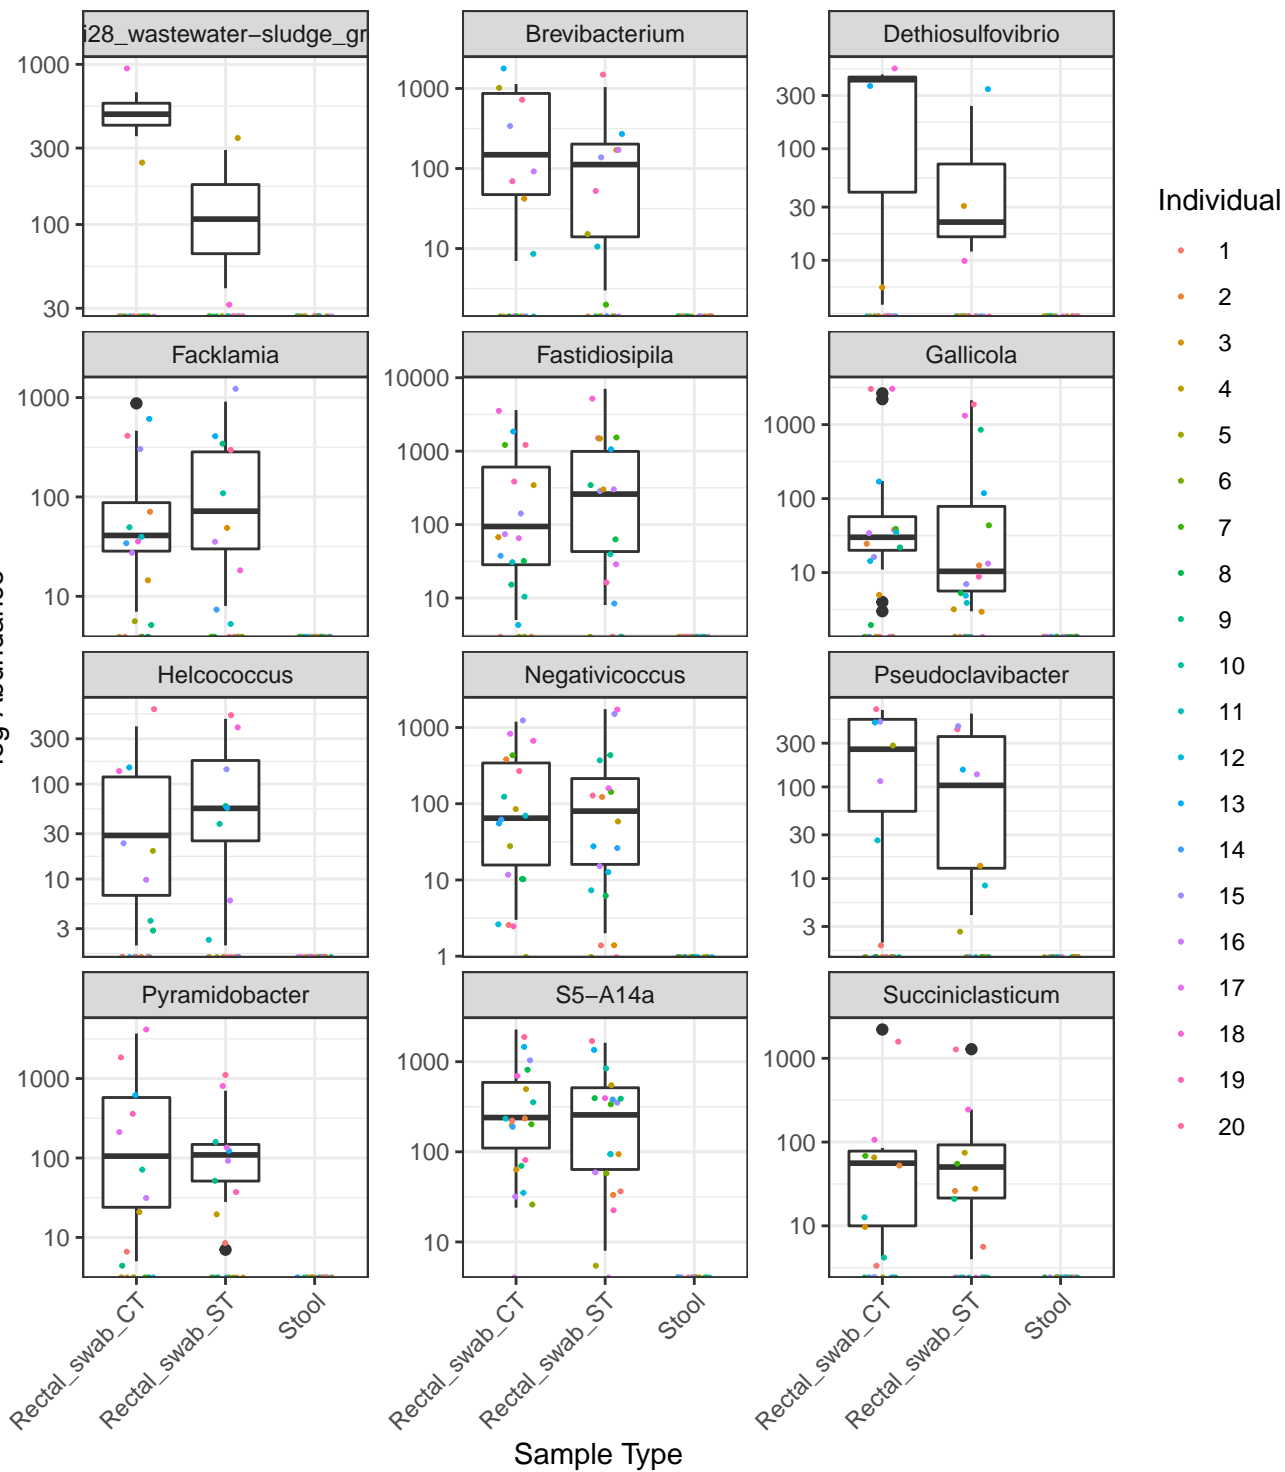 i28_wastewater−sludge_gr
Brevibacterium
Dethiosulfovibrio
1000
300
100
30
1000
100
10
300
100
30
10
Facklamia
Fastidiosipila
Gallicola
1000
100
10
10000
1000
100
10
1000
100
10
Helcococcus
Negativicoccus
Pseudoclavibacter
300
100
30
10
3
1000
100
10
1
300
100
30
10
3
Pyramidobacter
S5−A14a
Succiniclasticum
1000
100
10
1000
100
10
1000
100
10
Rectal_swab_CT
Rectal_swab_ST
Stool
Rectal_swab_CT
Rectal_swab_ST
Stool
Rectal_swab_CT
Rectal_swab_ST
Stool
Sample Type
Individual
1
2
3
4
5
6
7
8
9
10
11
12
13
14
15
16
17
18
19
20